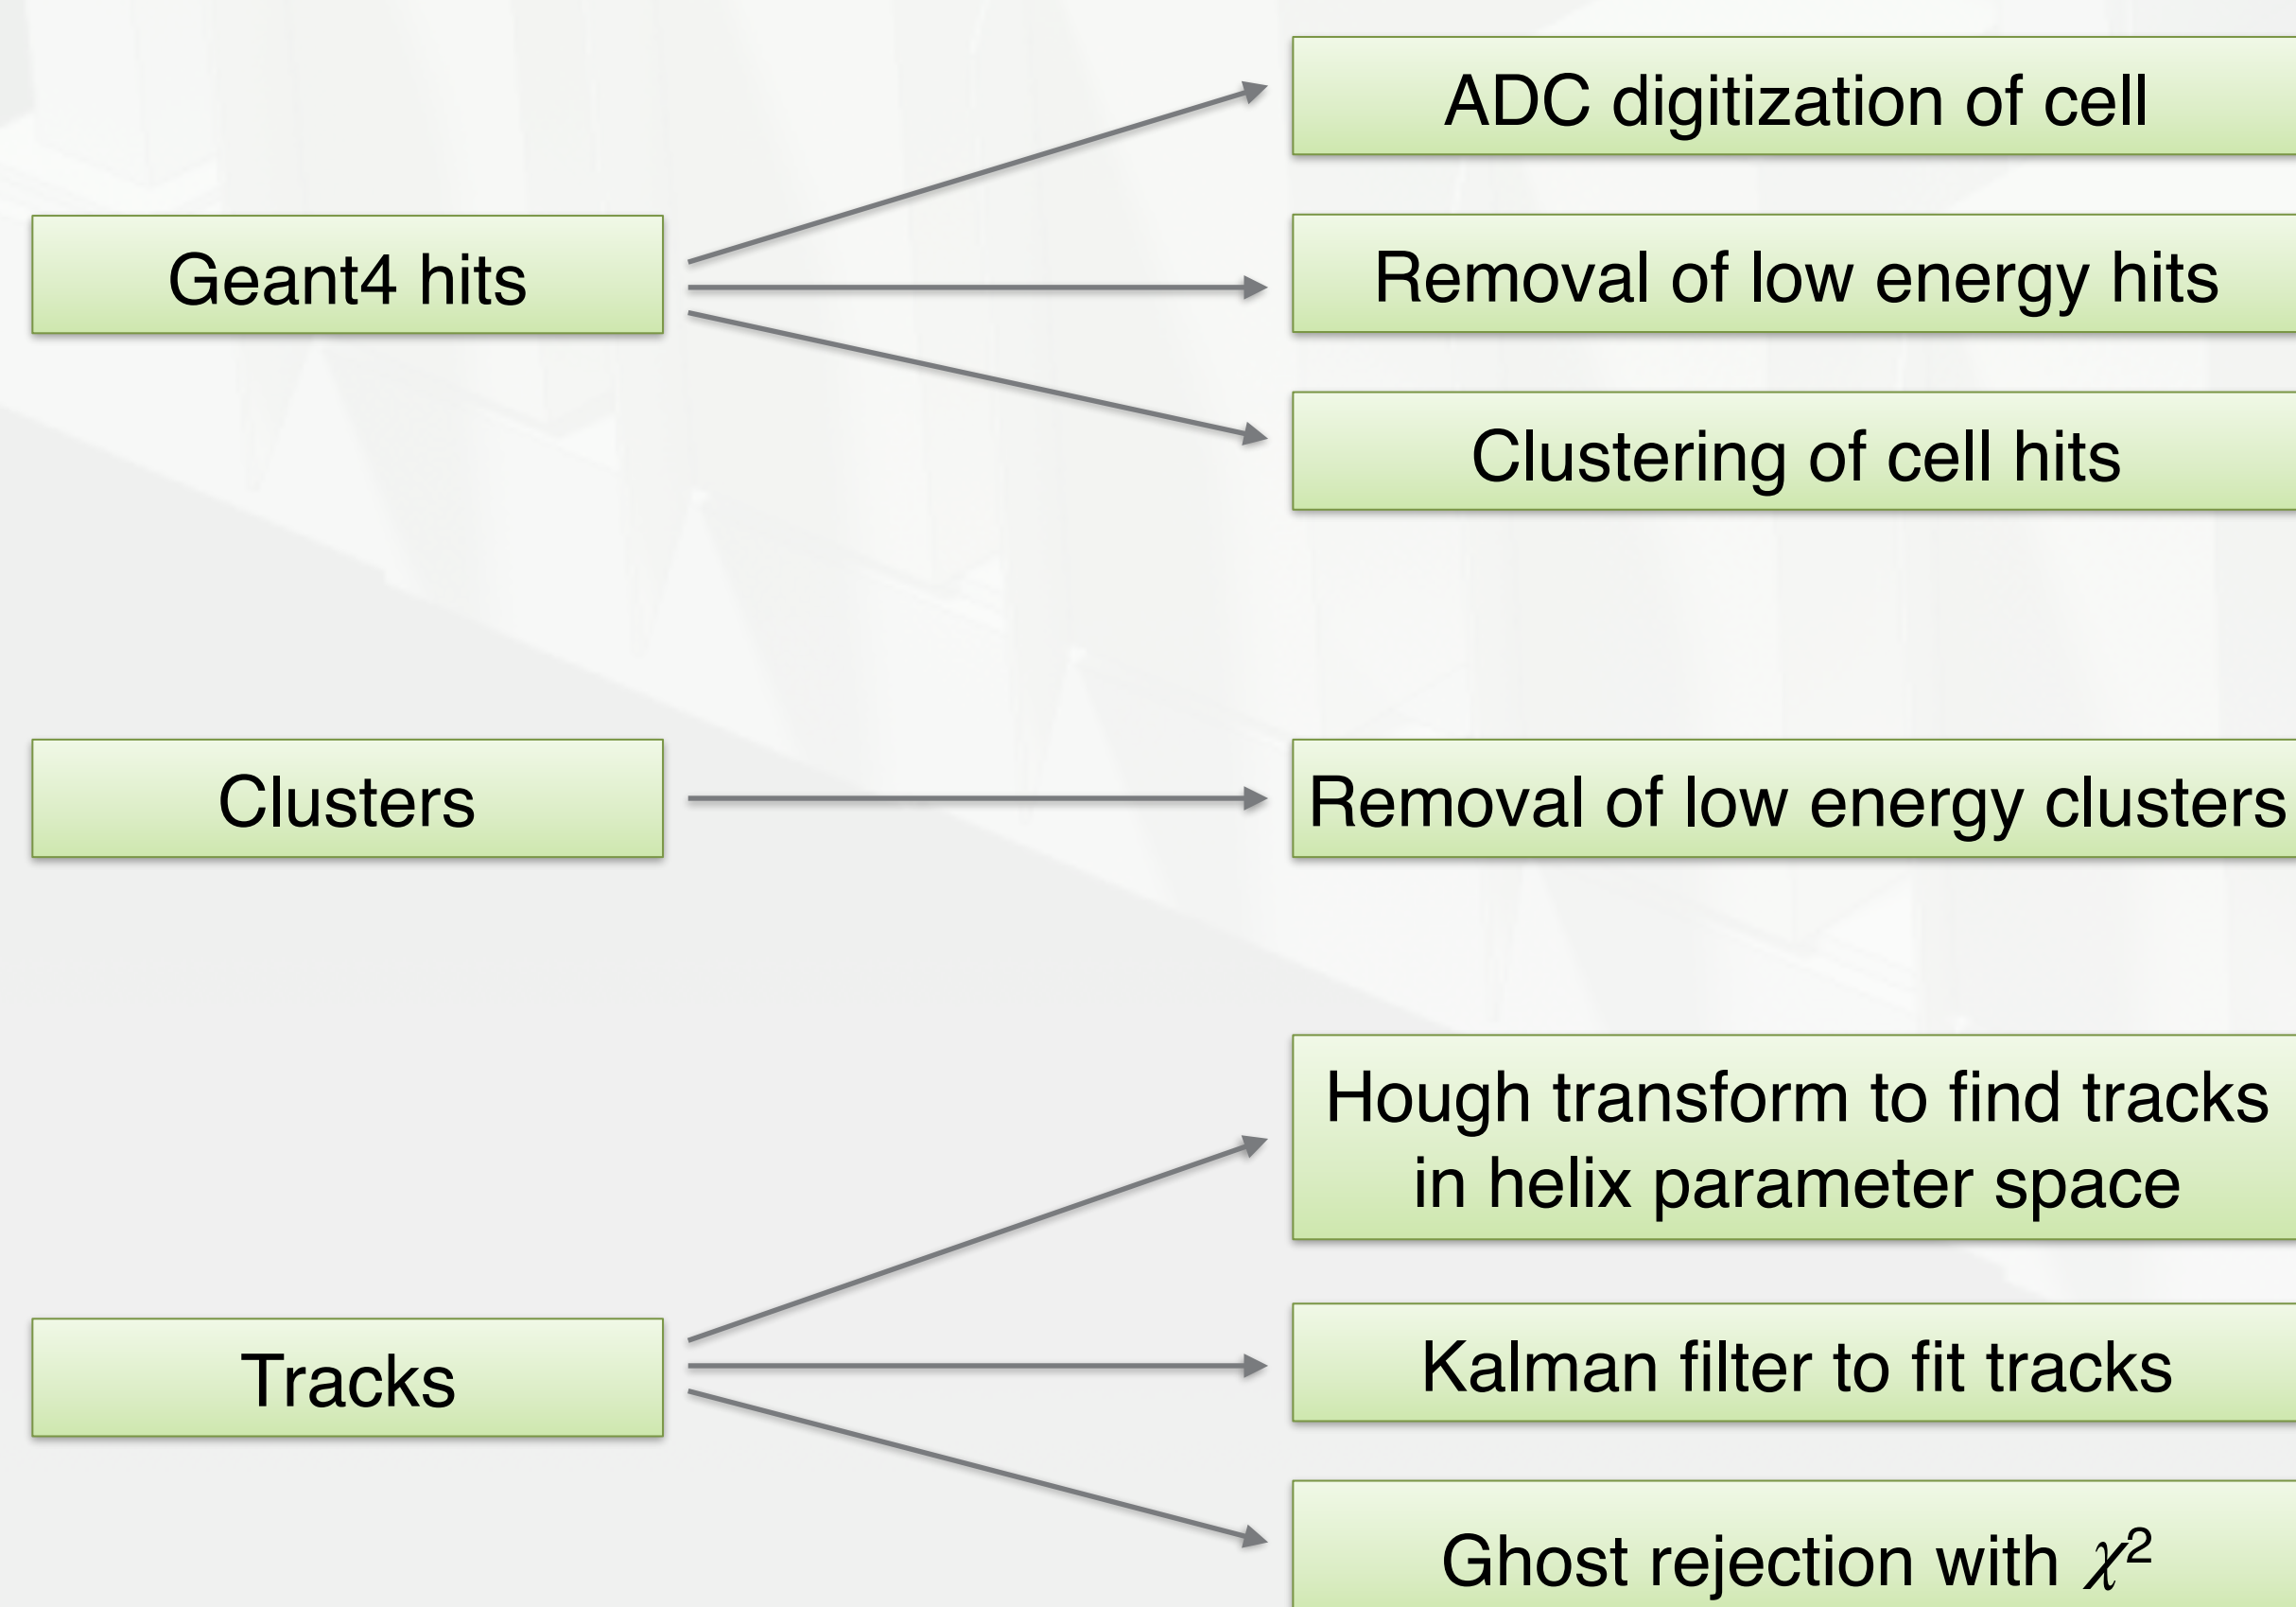 Geant4 hits
ADC digitization of cell
Removal of low energy hits
Clustering of cell hits
Clusters
Removal of low energy clusters
Tracks
Hough transform to find tracks
in helix parameter space
Kalman filter to fit tracks
Ghost rejection with χ²